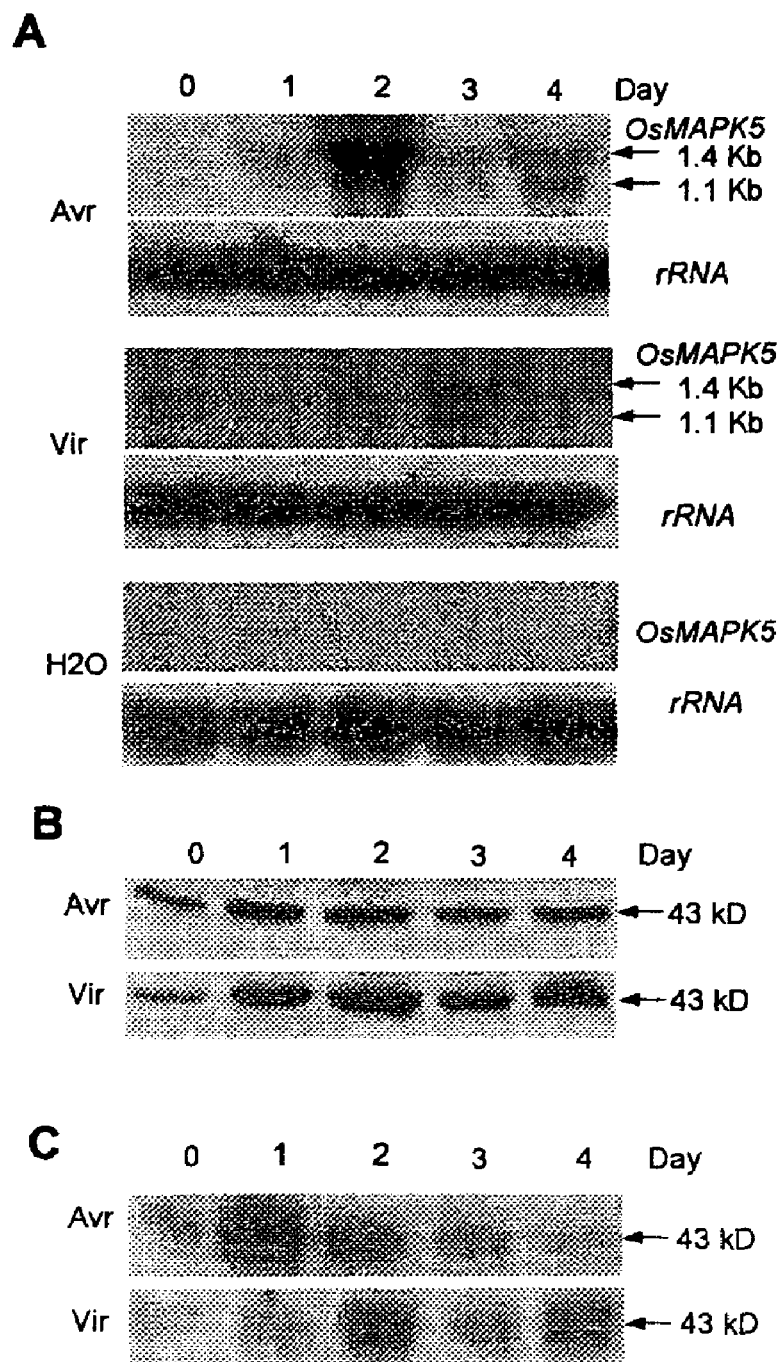 A
0 1 2 3 4 Day
OsMAPK5
1.4 Kb
1.1 Kb
Avr
rRNA
OsMAPK5
1.4 Kb
1.1 Kb
Vir
rRNA
OsMAPK5
H2O
rRNA
B
0 1 2 3 4 Day
Avr
43 kD
Vir
43 kD
C
0 1 2 3 4 Day
Avr
43 kD
Vir
43 kD